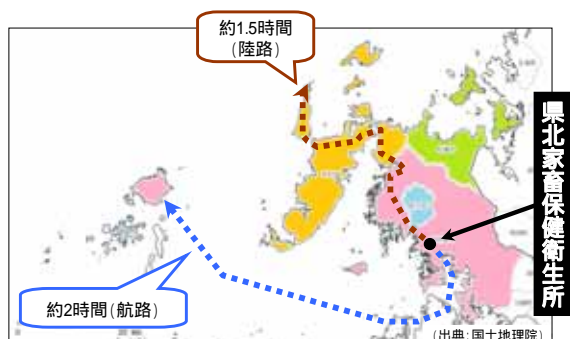 約1.5時間
(陸路)
県北家畜保健衛生所
約2時間(航路)
(出典:国土地理院)